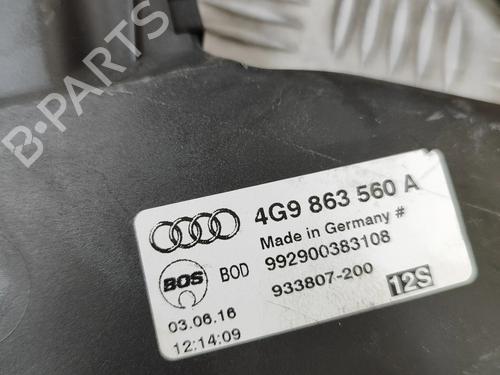 B-PARTS
4G9 863 560 A
Made in Germany #
BOS BOD 992900383108
933807-200 12S
03.06.16
12:14:09